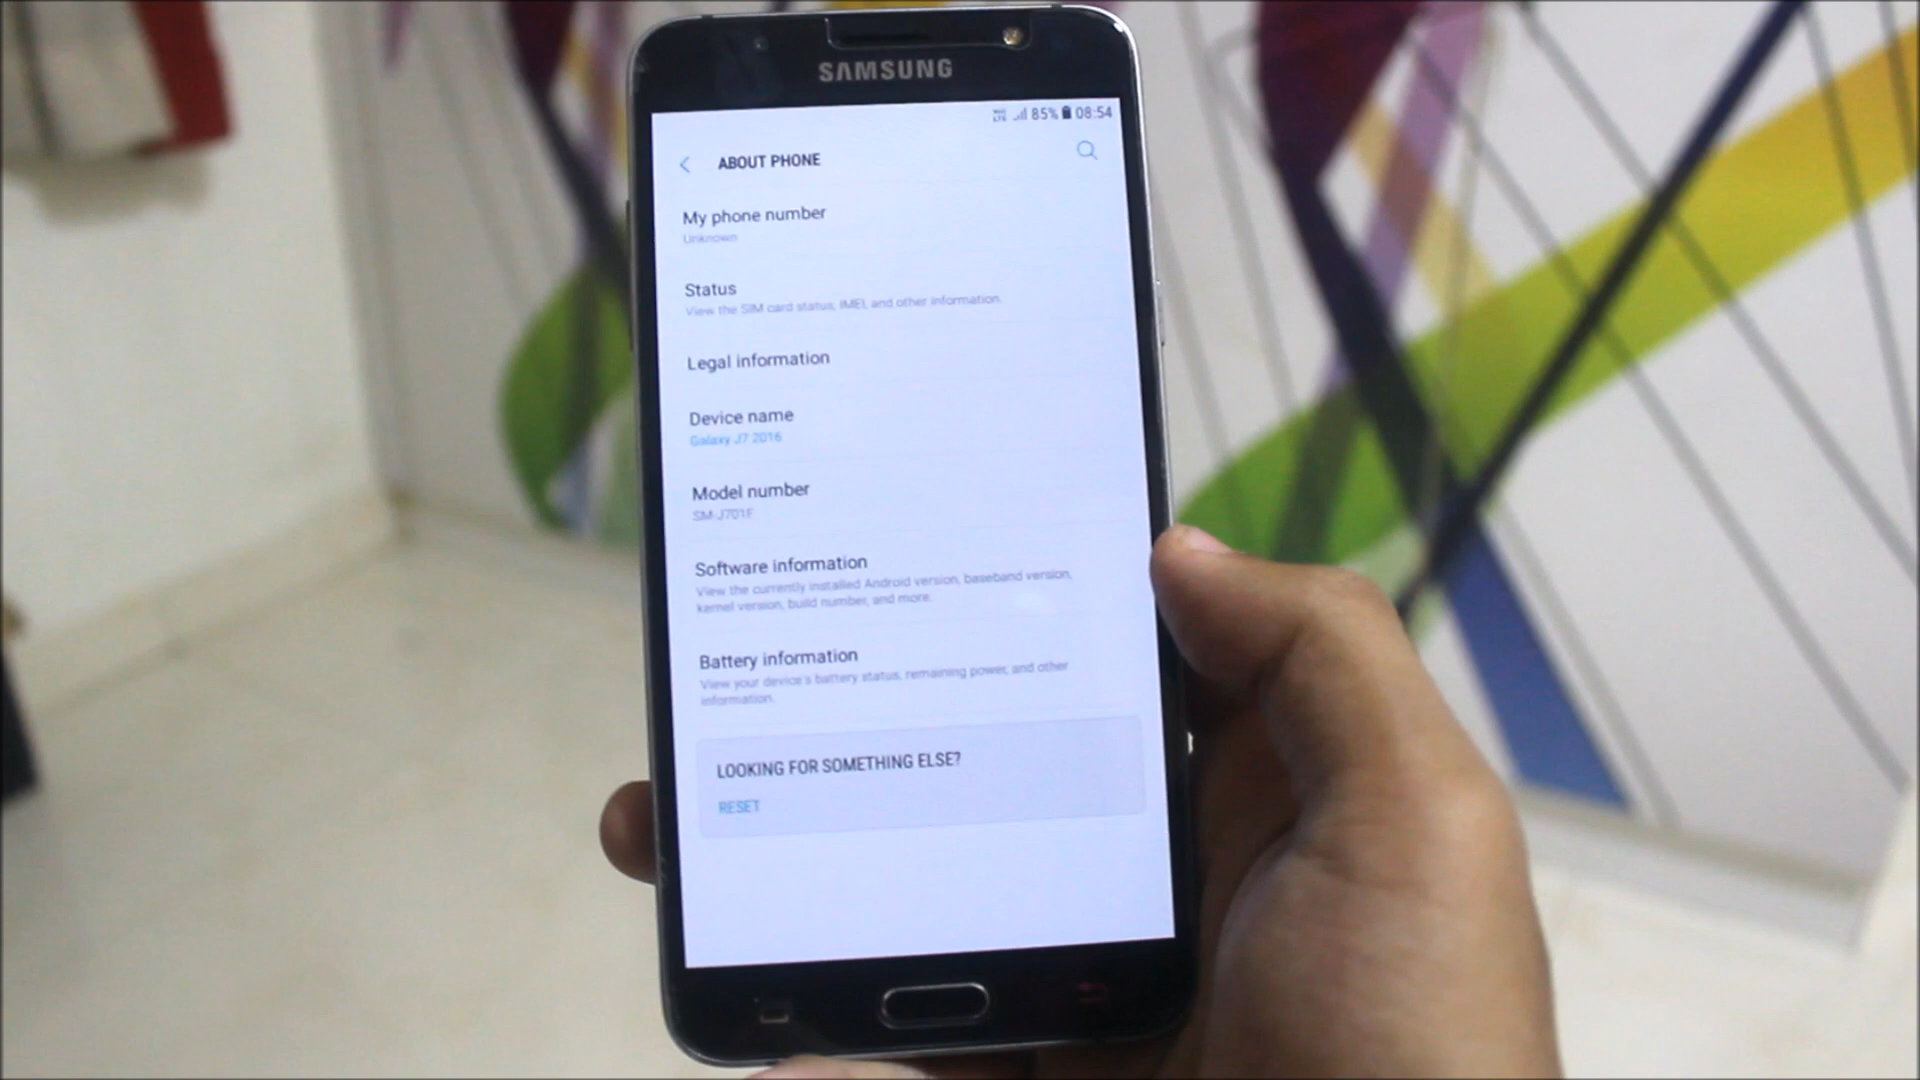 SAMSUNG
VoLTE 85% 08:54
ABOUT PHONE
My phone number
Unknown
Status
View the SIM card status, IMEI, and other information.
Legal information
Device name
Galaxy J7 2016
Model number
SM-J701F
Software information
View the currently installed Android version, baseband version,
kernel version, build number, and more.
Battery information
View your device's battery status, remaining power, and other
information.
LOOKING FOR SOMETHING ELSE?
RESET